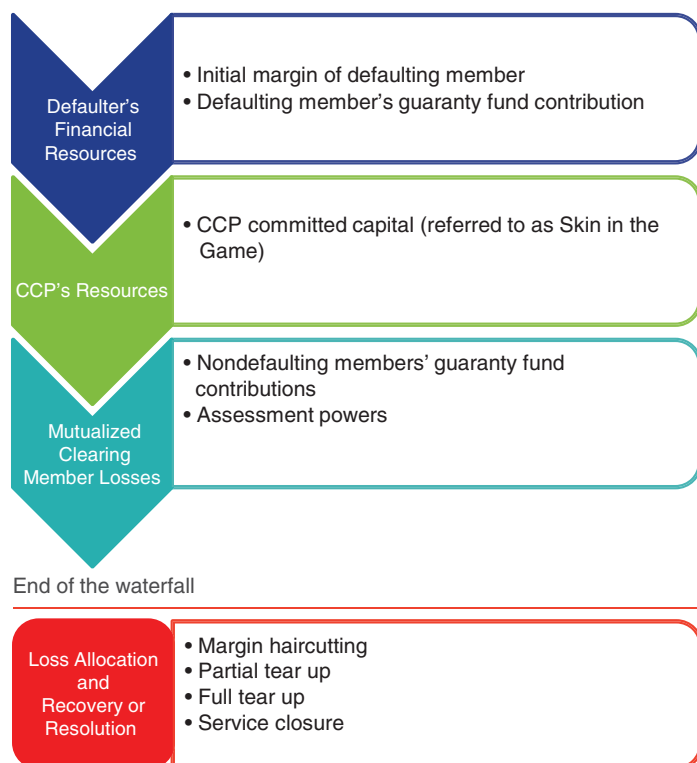 Defaulter's
Financial
Resources
• Initial margin of defaulting member
• Defaulting member's guaranty fund contribution
CCP's Resources
• CCP committed capital (referred to as Skin in the
Game)
Mutualized
Clearing
Member Losses
• Nondefaulting members' guaranty fund
contributions
• Assessment powers
End of the waterfall
Loss Allocation
and
Recovery or
Resolution
• Margin haircutting
• Partial tear up
• Full tear up
• Service closure